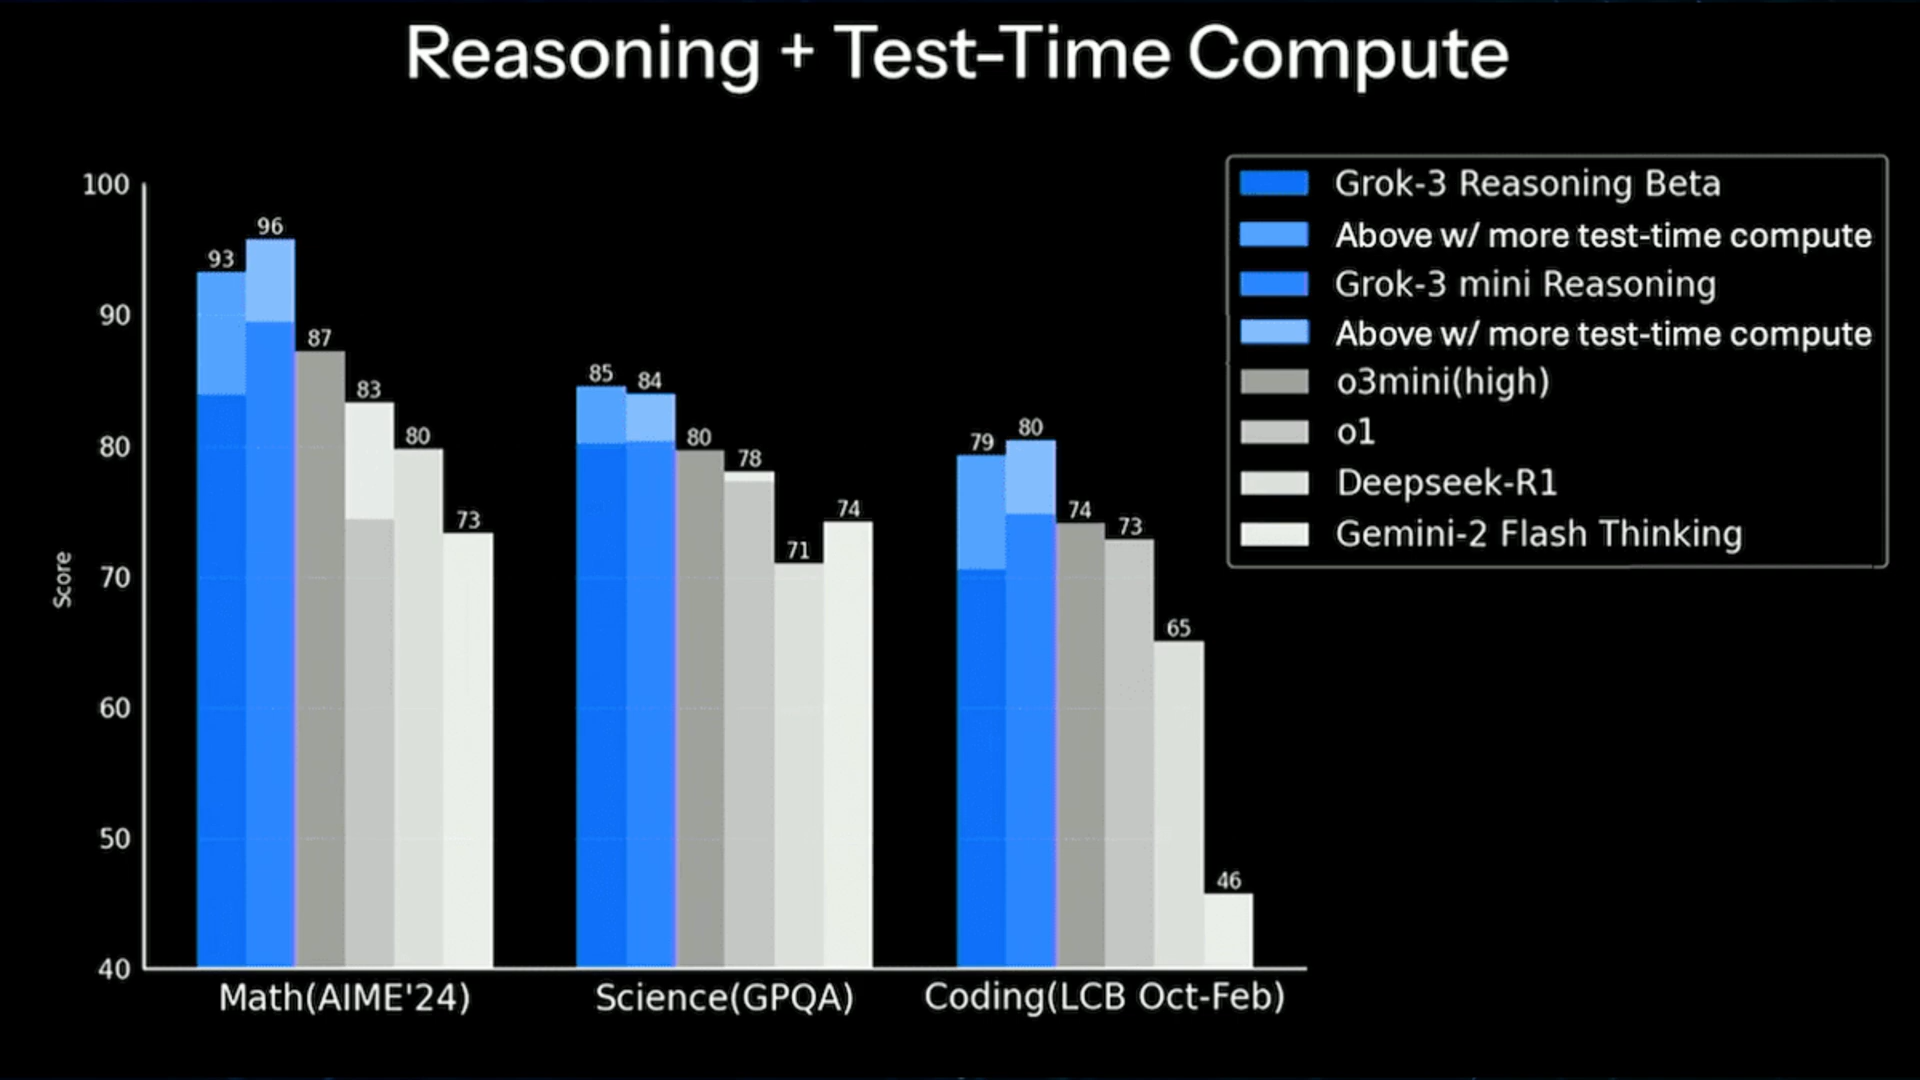 Reasoning + Test-Time Compute
Grok-3 Reasoning Beta
Above w/ more test-time compute
Grok-3 mini Reasoning
Above w/ more test-time compute
o3mini(high)
o1
Deepseek-R1
Gemini-2 Flash Thinking
Score
100
90
80
70
60
50
40
93
96
87
83
80
73
85
84
80
78
71
74
79
80
74
73
65
46
Math(AIME'24)
Science(GPQA)
Coding(LCB Oct-Feb)